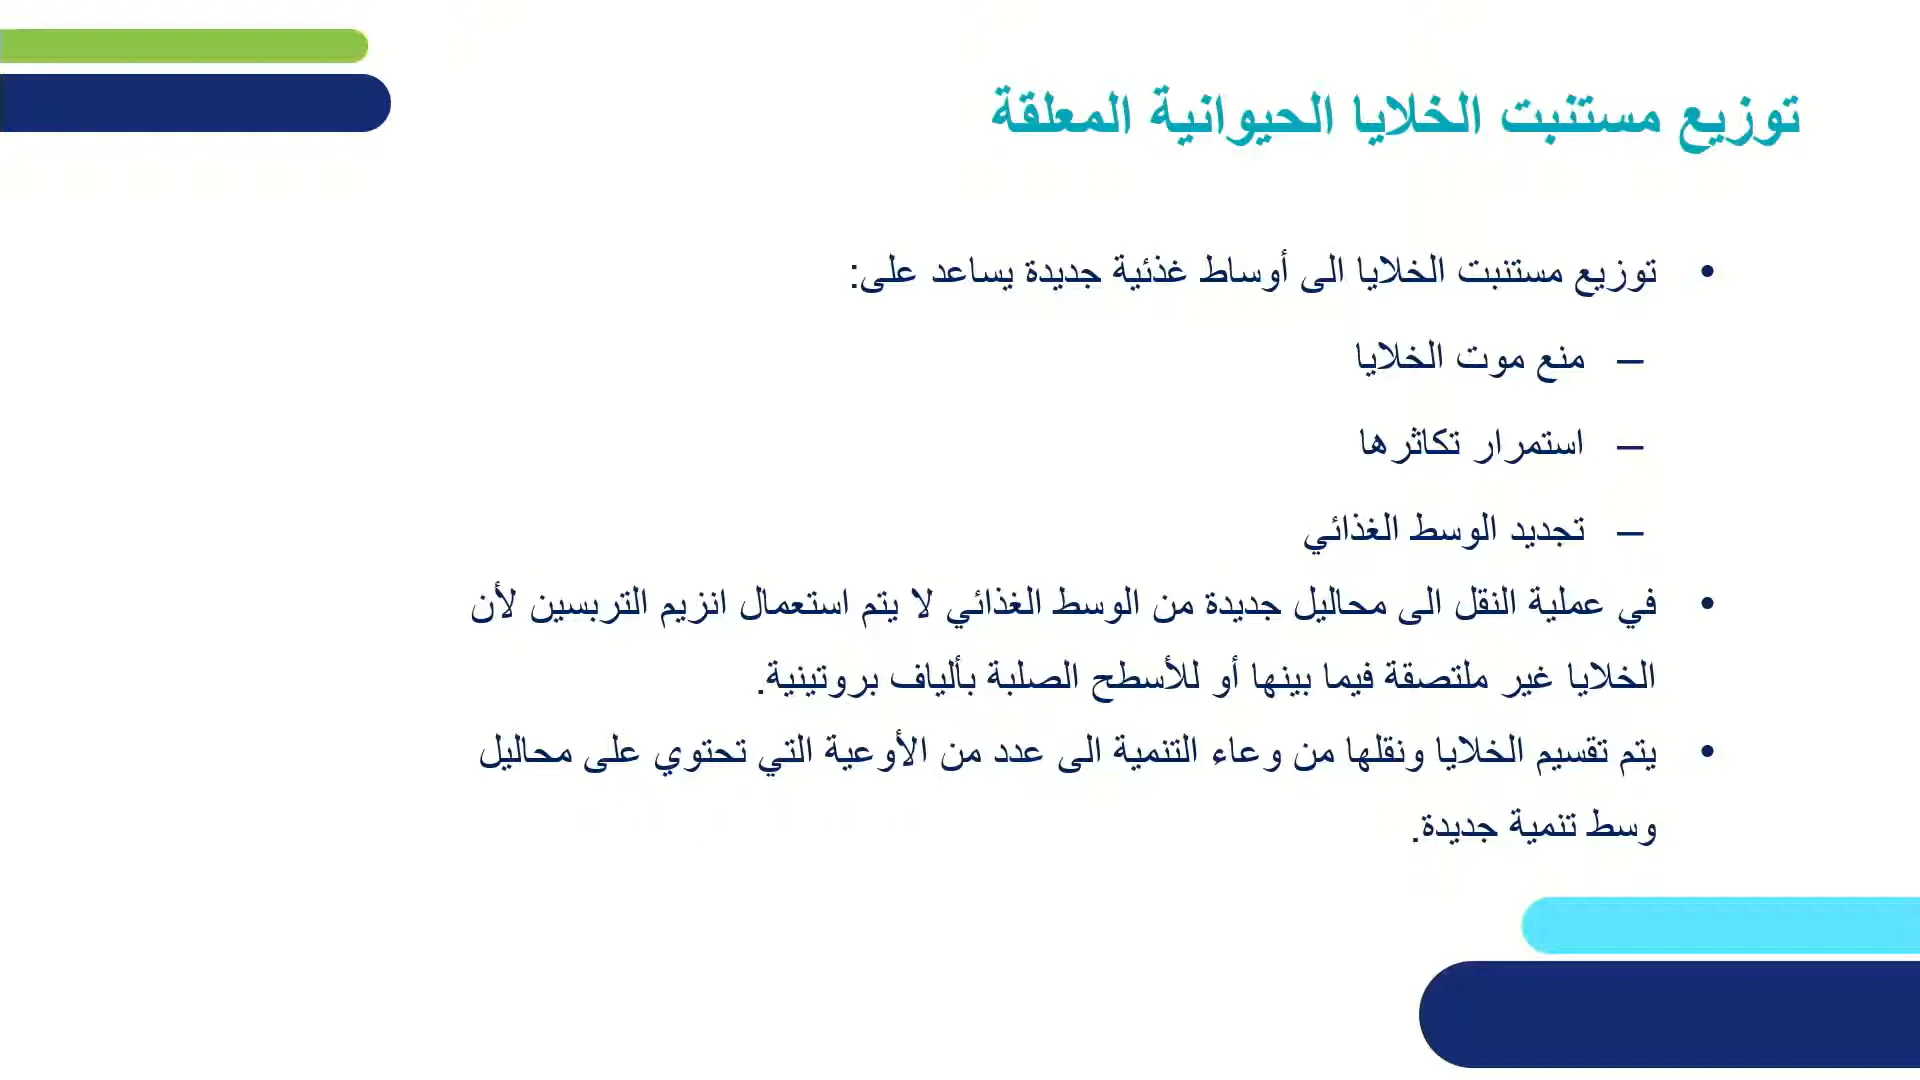 توزيع مستنبت الخلايا الحيوانية المعلقة
• توزيع مستنبت الخلايا الى أوساط غذئية جديدة يساعد على:
– منع موت الخلايا
– استمرار تكاثرها
– تجديد الوسط الغذائي
• في عملية النقل الى محاليل جديدة من الوسط الغذائي لا يتم استعمال انزيم التربسين لأن
الخلايا غير ملتصقة فيما بينها أو للأسطح الصلبة بألياف بروتينية.
• يتم تقسيم الخلايا ونقلها من وعاء التنمية الى عدد من الأوعية التي تحتوي على محاليل
وسط تنمية جديدة.